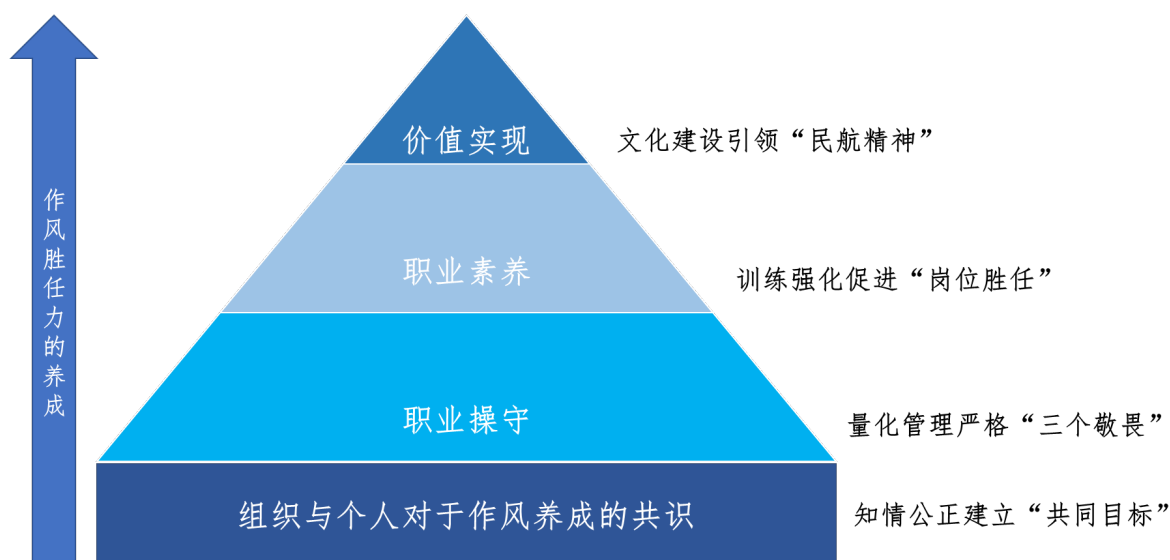 作风胜任力的养成
价值实现
文化建设引领“民航精神”
职业素养
训练强化促进“岗位胜任”
职业操守
量化管理严格“三个敬畏”
组织与个人对于作风养成的共识
知情公正建立“共同目标”